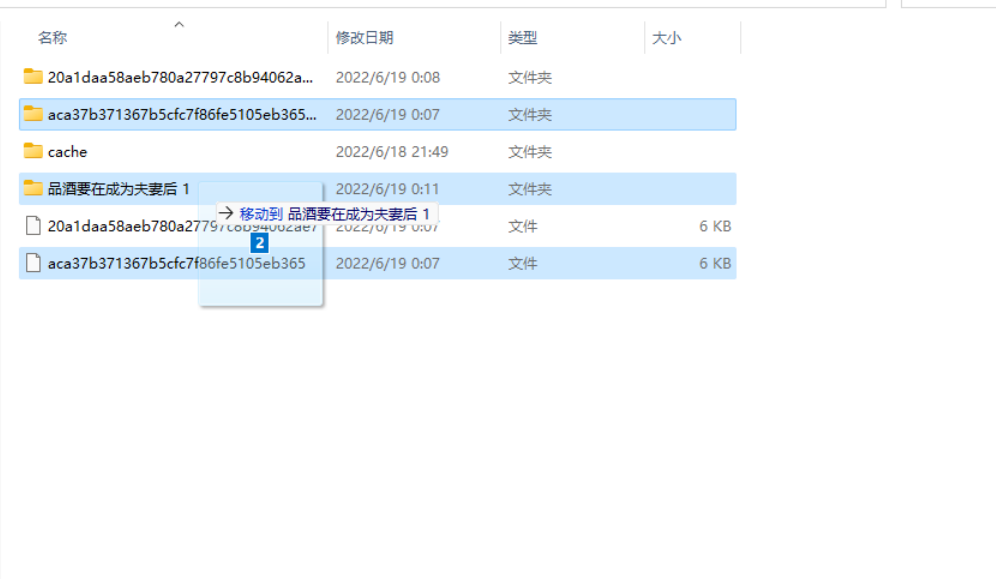 名称 修改日期 类型 大小
20a1daa58aeb780a27797c8b94062a... 2022/6/19 0:08 文件夹
aca37b371367b5cfc7f86fe5105eb365... 2022/6/19 0:07 文件夹
cache 2022/6/18 21:49 文件夹
品酒要在成为夫妻后 1 2022/6/19 0:11 文件夹
→ 移动到 品酒要在成为夫妻后 1
20a1daa58aeb780a27797c8b94062ae7 2022/6/19 0:07 文件 6 KB
2
aca37b371367b5cfc7f86fe5105eb365 2022/6/19 0:07 文件 6 KB